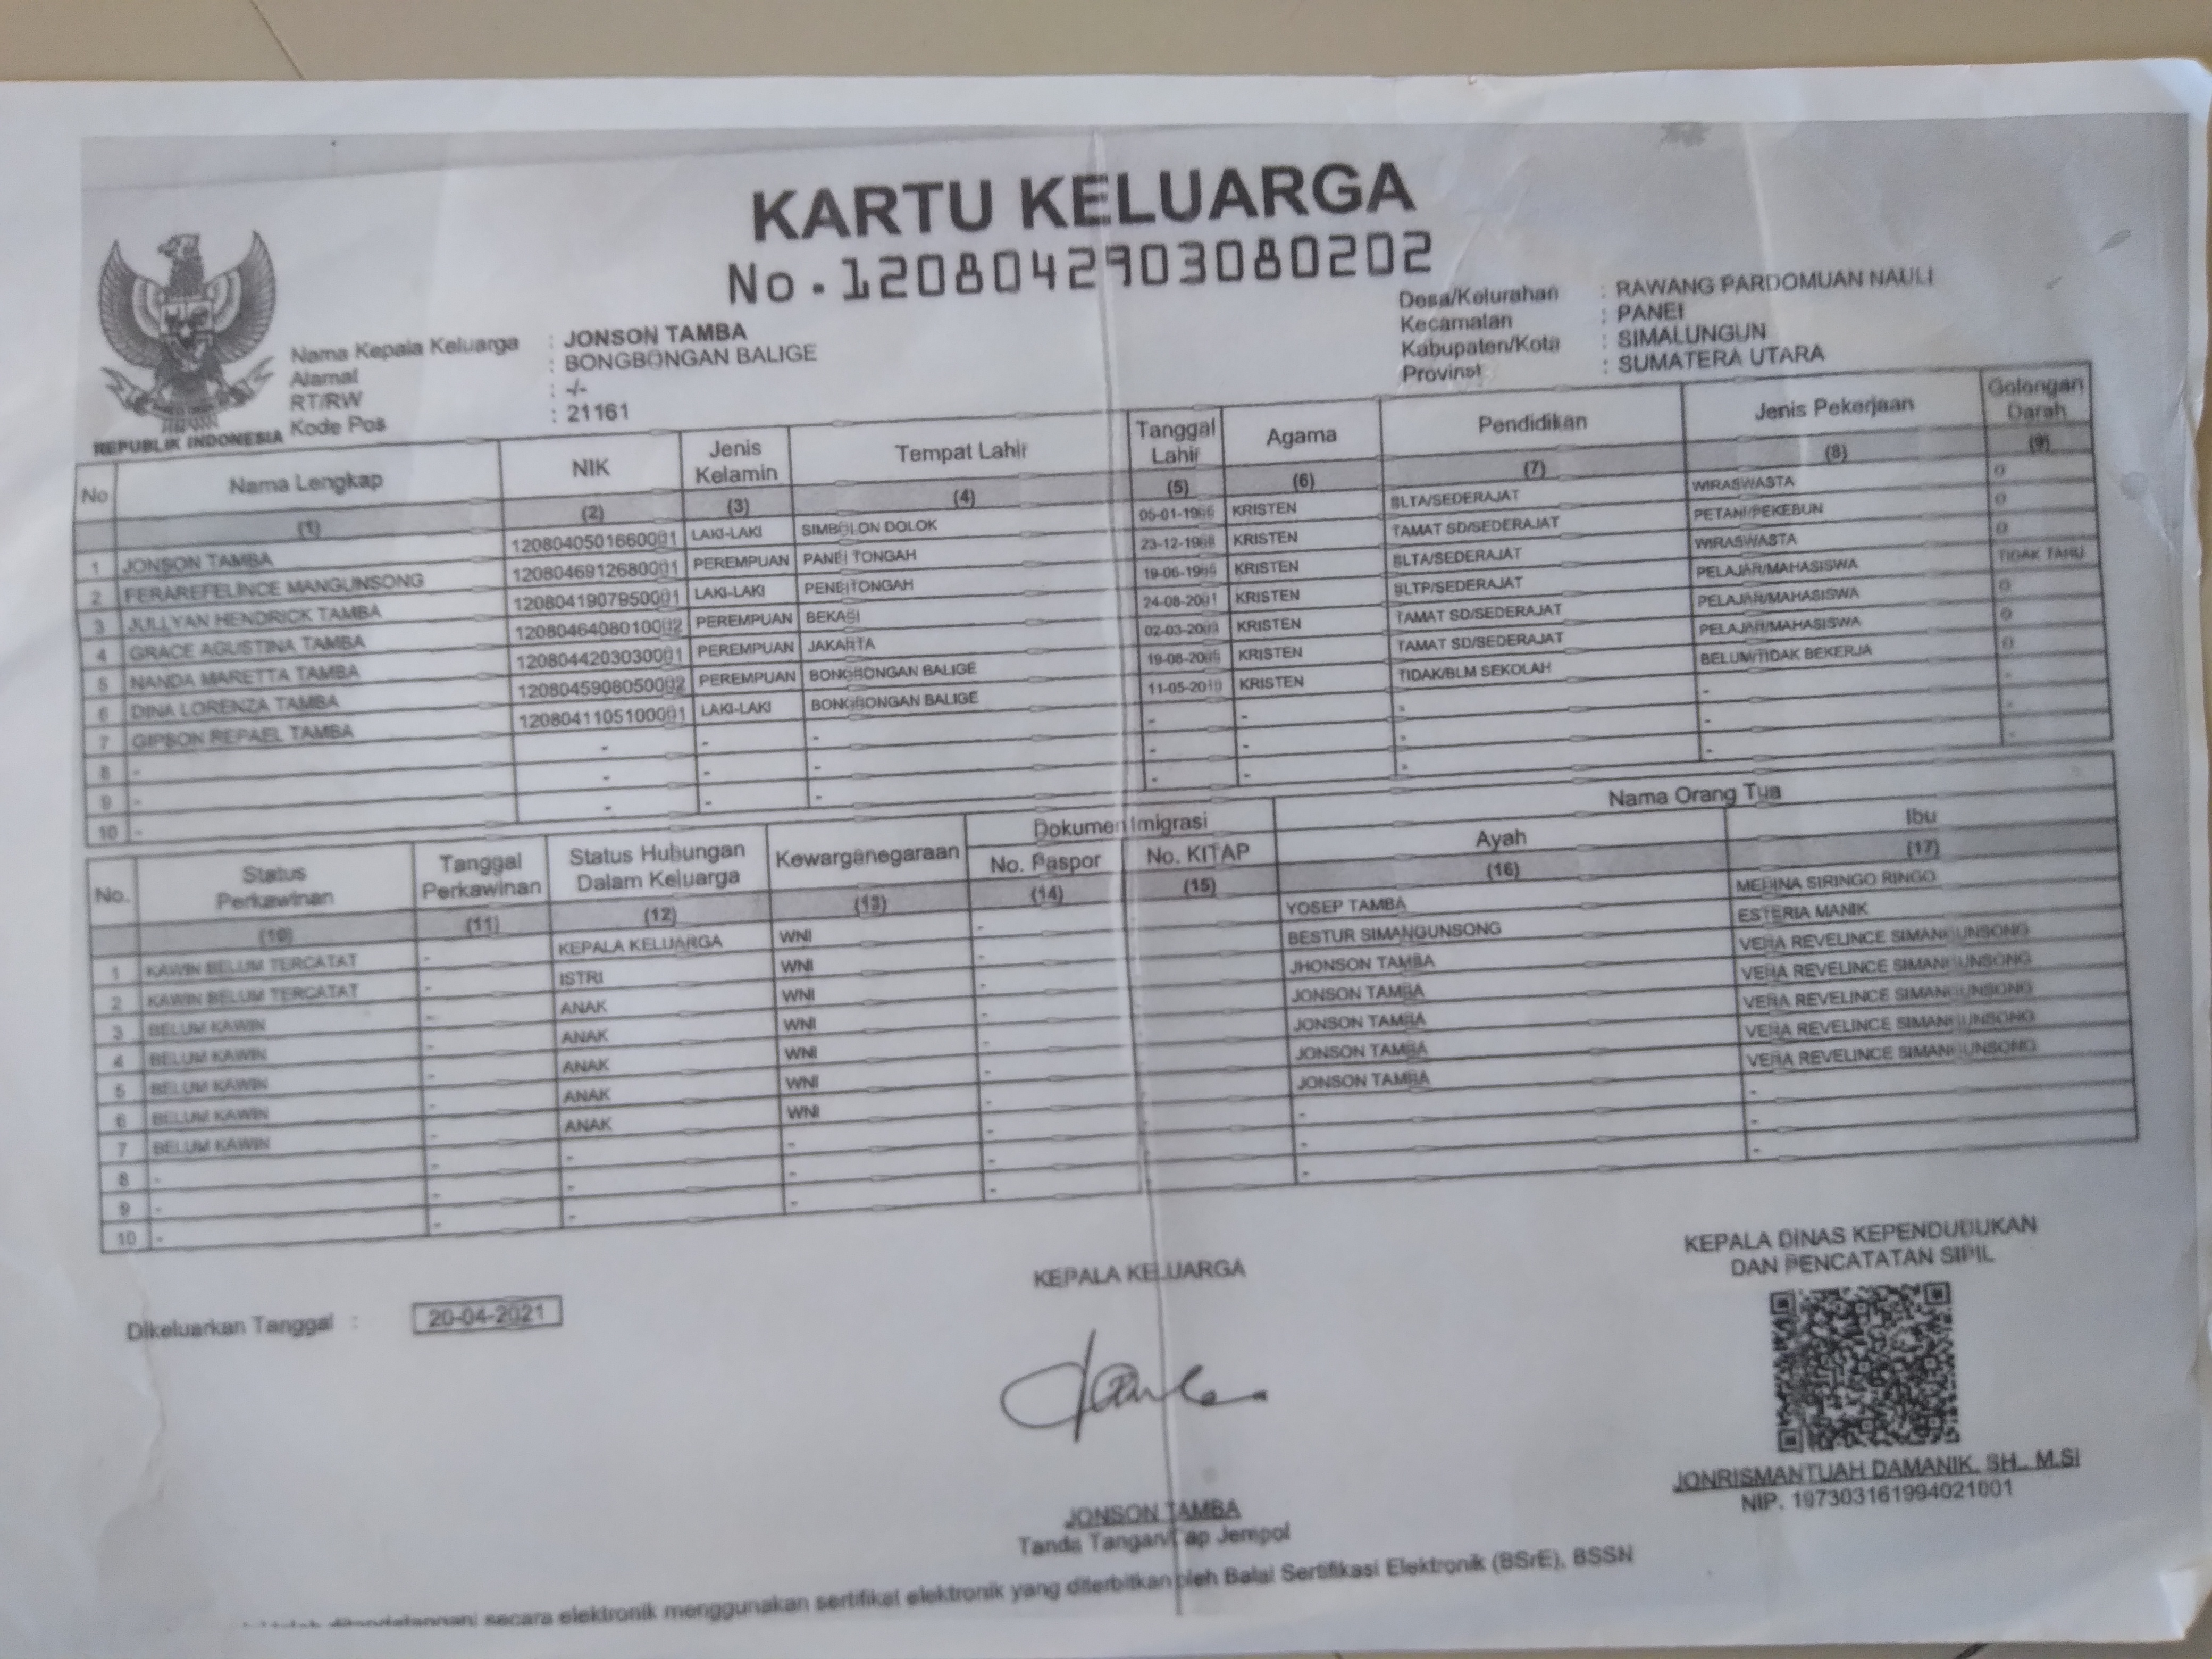 KARTU KELUARGA
No. 1208042903080202
REPUBLIK INDONESIA
Nama Kepala Keluarga : JONSON TAMBA
Alamat : BONGBONGAN BALIGE
RT/RW : -/-
Kode Pos : 21161
Desa/Kelurahan : RAWANG PARDOMUAN NAULI
Kecamatan : PANEI
Kabupaten/Kota : SIMALUNGUN
Provinsi : SUMATERA UTARA
No Nama Lengkap NIK Jenis Kelamin Tempat Lahir Tanggal Lahir Agama Pendidikan Jenis Pekerjaan Golongan Darah
(1) (2) (3) (4) (5) (6) (7) (8) (9)
1 JONSON TAMBA 1208040501660001 LAKI-LAKI SIMBOLON DOLOK 05-01-1966 KRISTEN SLTA/SEDERAJAT WIRASWASTA O
2 FERAREFELINCE MANGUNSONG 1208046912680001 PEREMPUAN PANEI TONGAH 23-12-1968 KRISTEN TAMAT SD/SEDERAJAT PETANI/PEKEBUN O
3 JULLYAN HENDRICK TAMBA 1208041907950001 LAKI-LAKI PENEITONGAH KRISTEN SLTA/SEDERAJAT WIRASWASTA O
4 GRACE AGUSTINA TAMBA 1208046408010002 PEREMPUAN BEKASI 24-08-2001 KRISTEN SLTP/SEDERAJAT PELAJAR/MAHASISWA TIDAK TAHU
5 NANDA MARETTA TAMBA 1208044203030001 PEREMPUAN JAKARTA 02-03-2003 KRISTEN TAMAT SD/SEDERAJAT PELAJAR/MAHASISWA O
6 DINA LORENZA TAMBA 1208045908050002 PEREMPUAN BONGBONGAN BALIGE 19-08-2005 KRISTEN TAMAT SD/SEDERAJAT PELAJAR/MAHASISWA O
7 GIPSON REPAEL TAMBA 1208041105100001 LAKI-LAKI BONGBONGAN BALIGE 11-05-2010 KRISTEN TIDAK/BLM SEKOLAH BELUM/TIDAK BEKERJA O
8 - - - - - - - - -
9 - - - - - - - - -
10 - - - - - - - -
No. Status Perkawinan Tanggal Perkawinan Status Hubungan Dalam Keluarga Kewarganegaraan Dokumen Imigrasi Nama Orang Tua
No. Paspor No. KITAP Ayah Ibu
(10) (11) (12) (13) (14) (15) (16) (17)
1 KAWIN BELUM TERCATAT - KEPALA KELUARGA WNI - YOSEP TAMBA MEDINA SIRINGO RINGO
2 KAWIN BELUM TERCATAT - ISTRI WNI - BESTUR SIMANGUNSONG ESTERIA MANIK
3 BELUM KAWIN - ANAK WNI - JHONSON TAMBA VERA REVELINCE SIMANGUNSONG
4 BELUM KAWIN - ANAK WNI - JONSON TAMBA VERA REVELINCE SIMANGUNSONG
5 BELUM KAWIN - ANAK WNI - JONSON TAMBA VERA REVELINCE SIMANGUNSONG
6 BELUM KAWIN - ANAK WNI - JONSON TAMBA VERA REVELINCE SIMANGUNSONG
7 BELUM KAWIN - ANAK WNI - JONSON TAMBA VERA REVELINCE SIMANGUNSONG
8 - - - - - - -
9 - - - - - - -
10 - - - - - - -
Dikeluarkan Tanggal : 20-04-2021
KEPALA KELUARGA
JONSON TAMBA
Tanda Tangan/Cap Jempol
KEPALA DINAS KEPENDUDUKAN
DAN PENCATATAN SIPIL
JONRISMANTUAH DAMANIK, SH., M.Si
NIP. 197303161994021001
secara elektronik menggunakan sertifikat elektronik yang diterbitkan oleh Balai Sertifikasi Elektronik (BSrE), BSSN